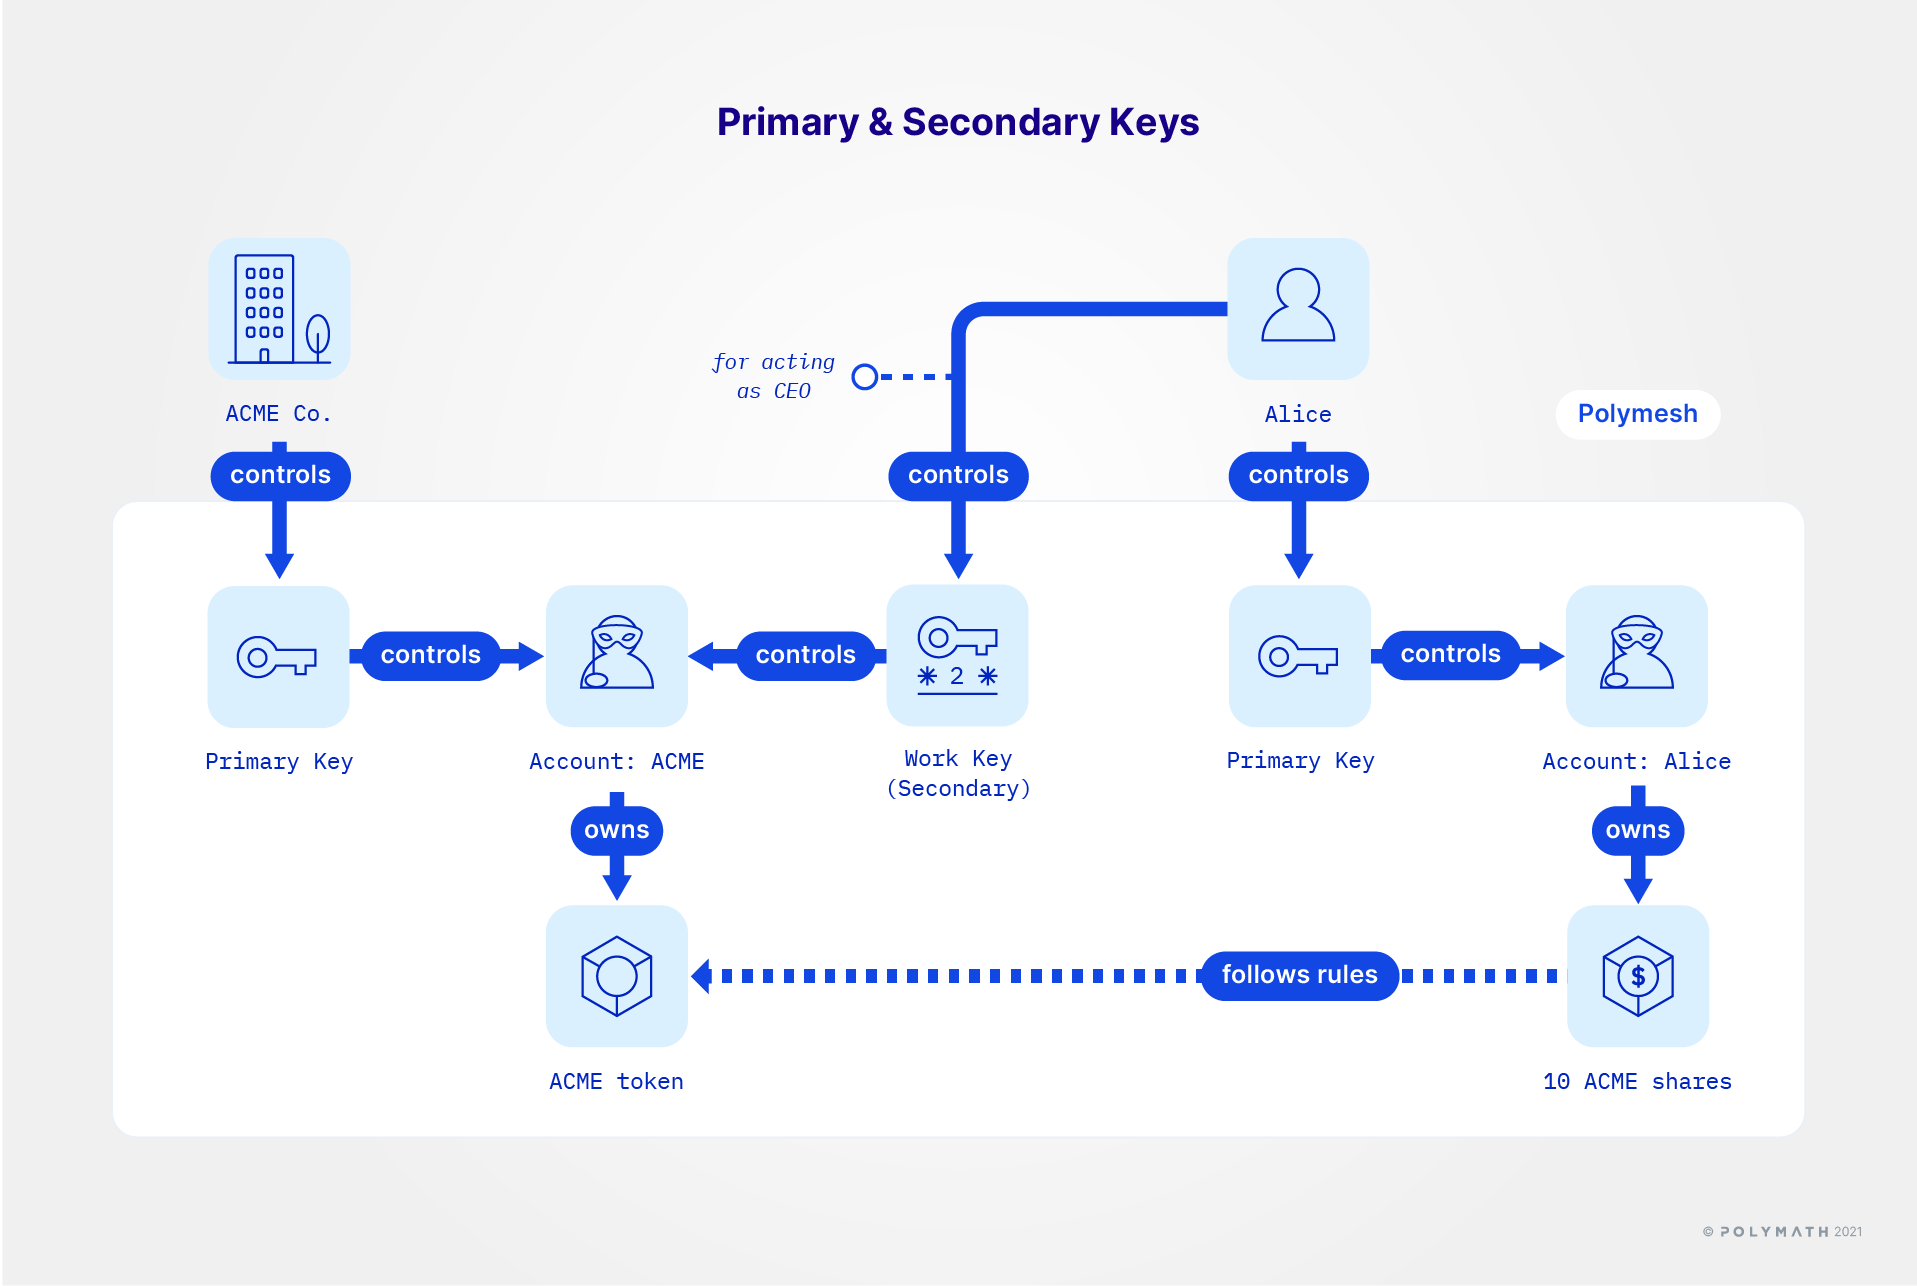 Primary & Secondary Keys
for acting
as CEO
ACME Co.
Alice
Polymesh
controls
controls
controls
controls
controls
controls
* 2 *
Primary Key
Account: ACME
Work Key
(Secondary)
Primary Key
Account: Alice
owns
owns
follows rules
$
ACME token
10 ACME shares
© POLYMATH 2021